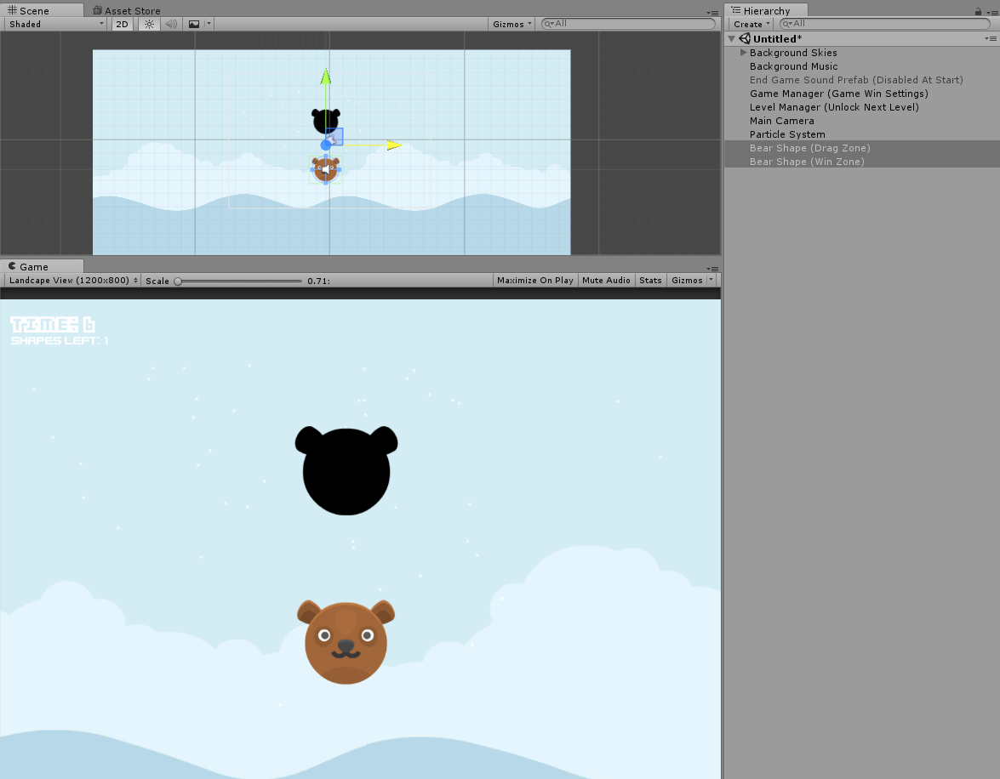 Scene Asset Store
Shaded 2D Gizmos All
Game
Landscape View (1200x800) Scale 0.71: Maximize On Play Mute Audio Stats Gizmos
TIME: 6
SHAPES LEFT: 1
Hierarchy
Create All
Untitled*
Background Skies
Background Music
End Game Sound Prefab (Disabled At Start)
Game Manager (Game Win Settings)
Level Manager (Unlock Next Level)
Main Camera
Particle System
Bear Shape (Drag Zone)
Bear Shape (Win Zone)